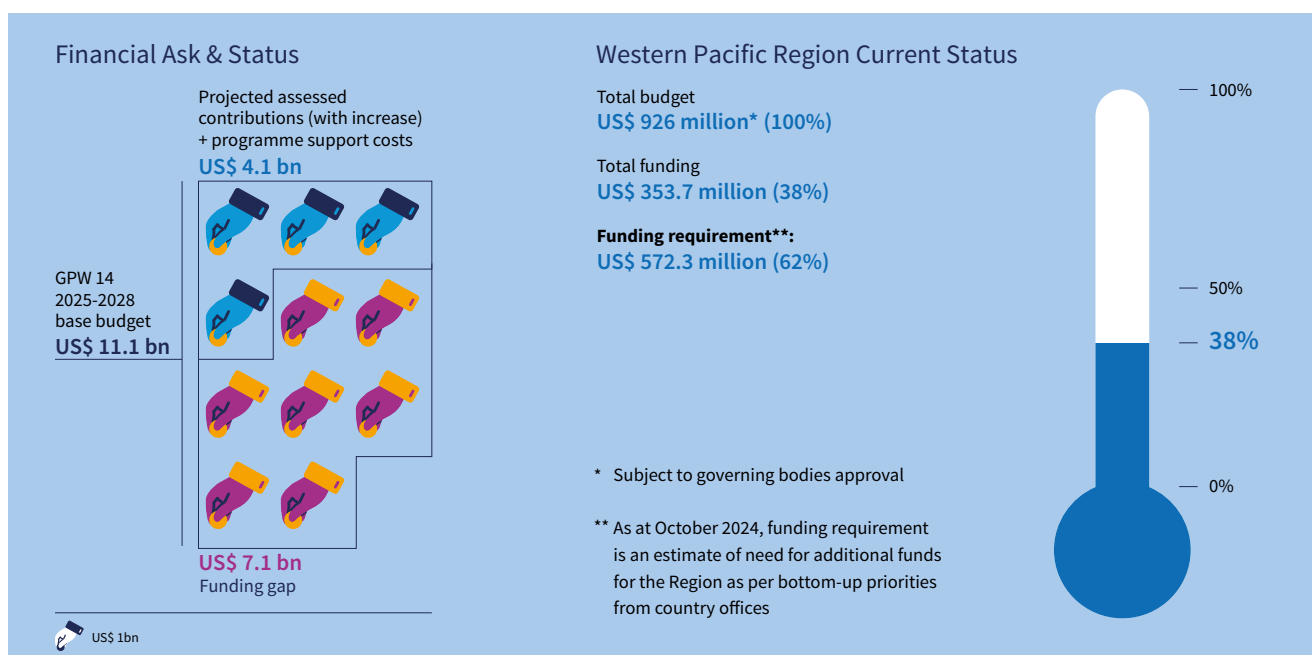 Financial Ask & Status
Projected assessed
contributions (with increase)
+ programme support costs
US$ 4.1 bn
GPW 14
2025-2028
base budget
US$ 11.1 bn
US$ 7.1 bn
Funding gap
US$ 1bn
Western Pacific Region Current Status
Total budget
US$ 926 million* (100%)
Total funding
US$ 353.7 million (38%)
Funding requirement**:
US$ 572.3 million (62%)
* Subject to governing bodies approval
** As at October 2024, funding requirement
is an estimate of need for additional funds
for the Region as per bottom-up priorities
from country offices
100%
50%
38%
0%